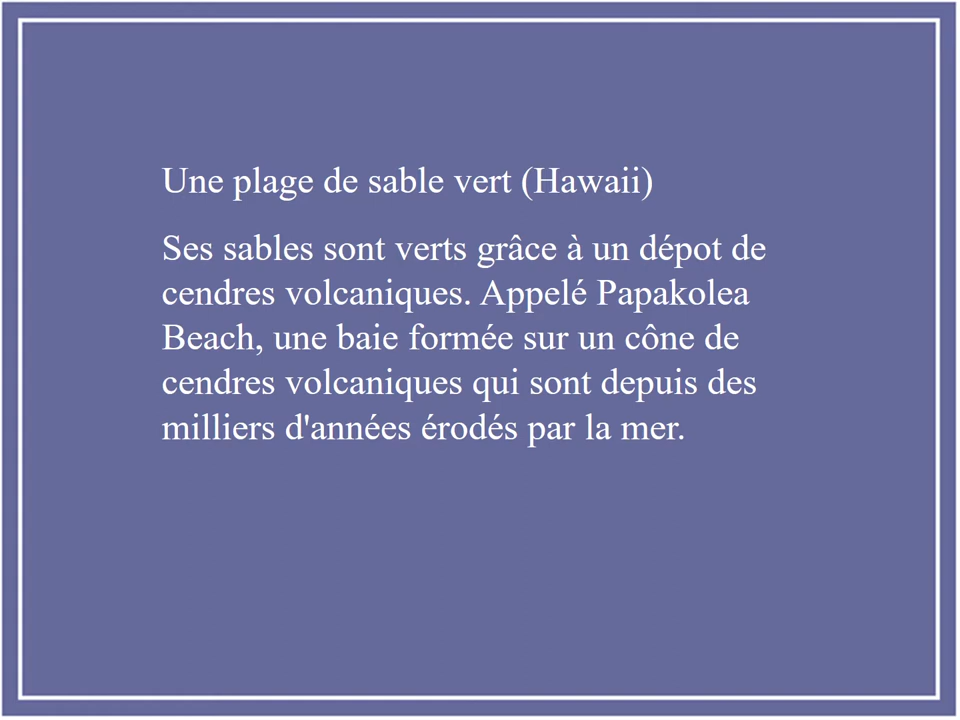 Une plage de sable vert (Hawaii)
Ses sables sont verts grâce à un dépot de
cendres volcaniques. Appelé Papakolea
Beach, une baie formée sur un cône de
cendres volcaniques qui sont depuis des
milliers d'années érodés par la mer.